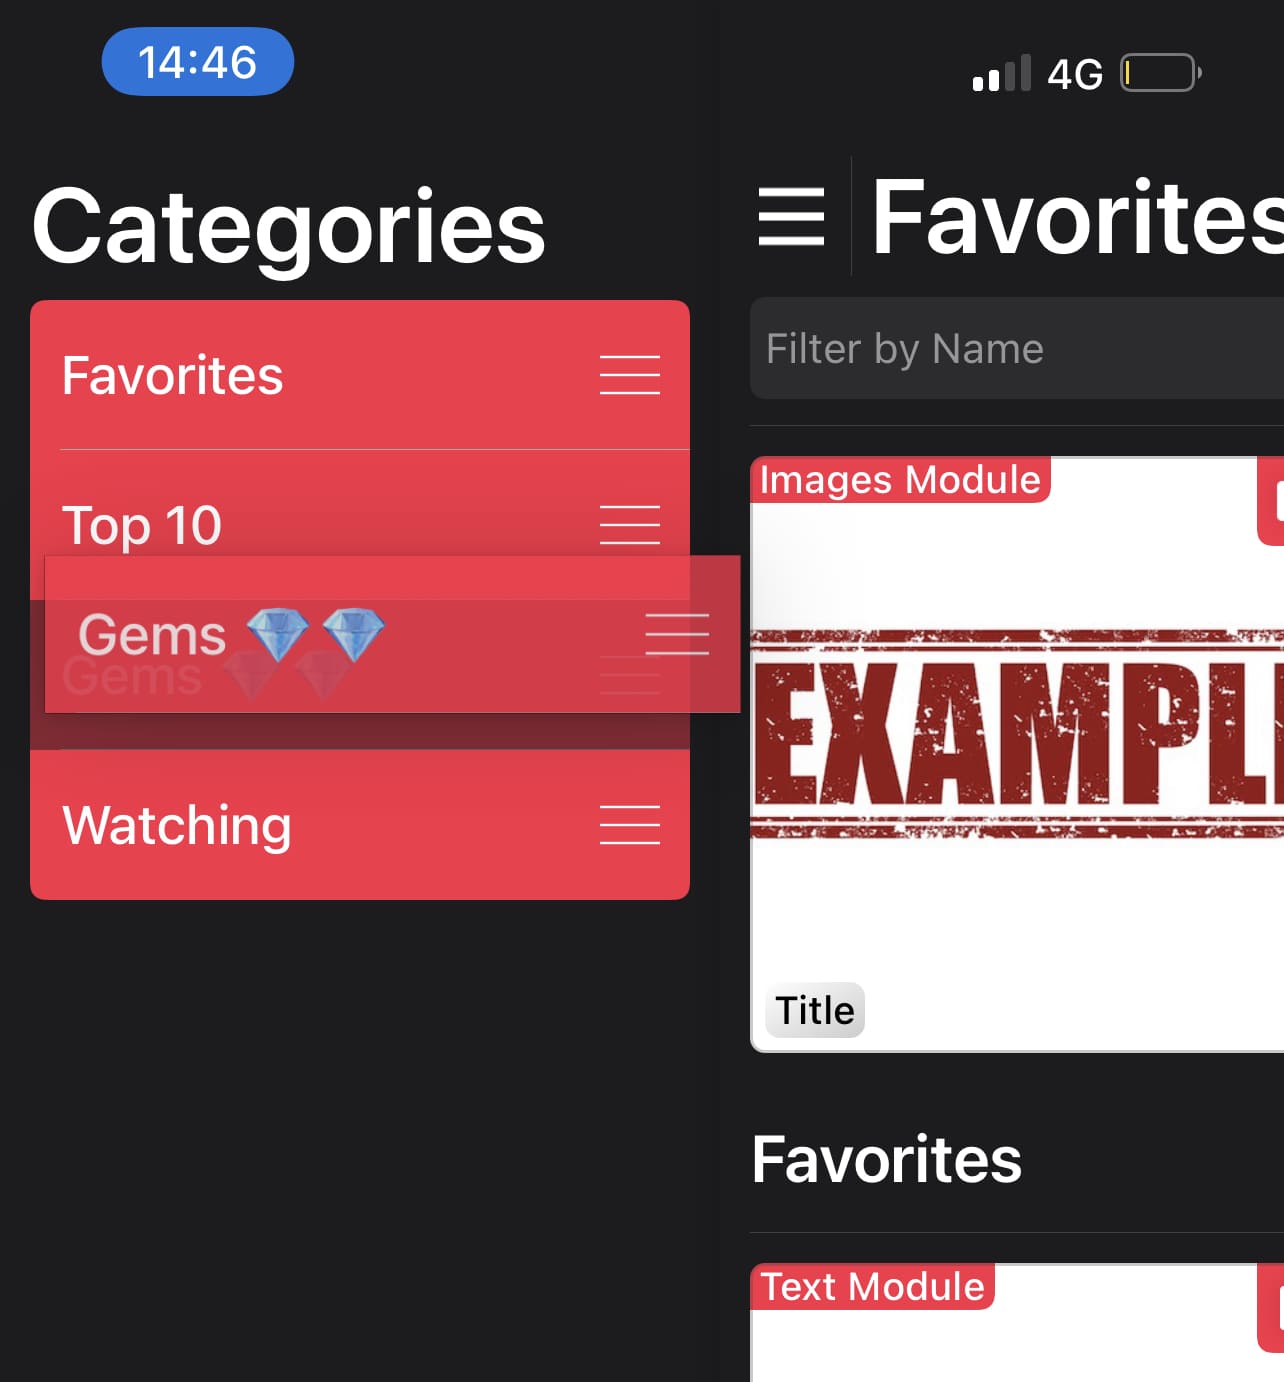 14:46
4G
Categories
Favorites
Top 10
Gems 💎💎
Gems
Watching
Favorites
Filter by Name
Images Module
EXAMPL
Title
Favorites
Text Module